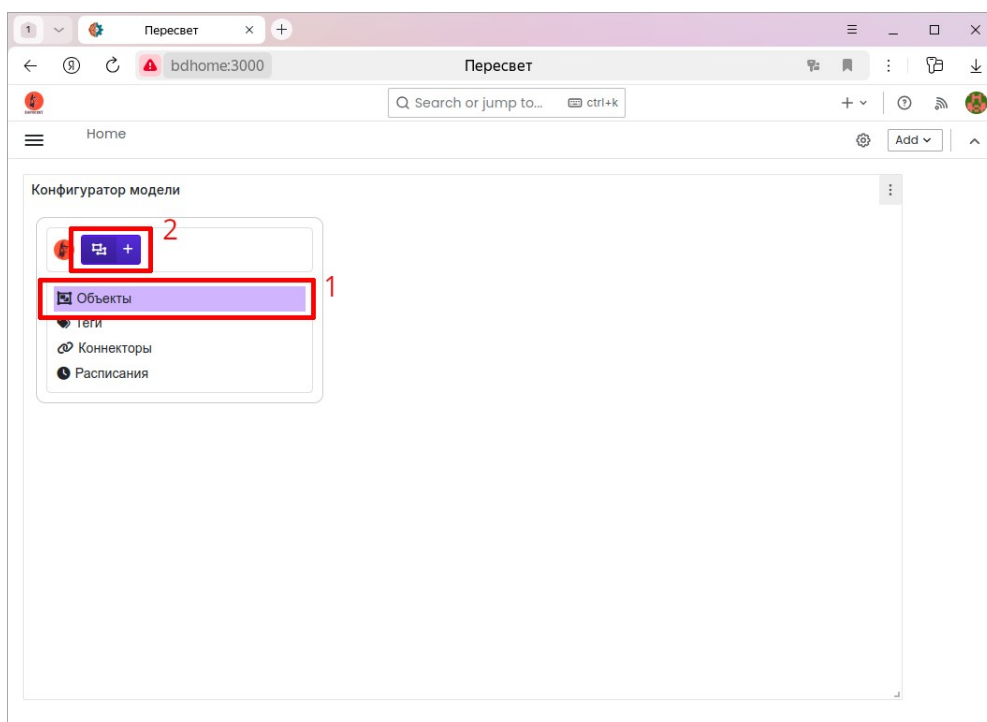 1 Пересвет
Я bdhome:3000 Пересвет
Search or jump to... ctrl+k
Home Add
Конфигуратор модели
2
1
Объекты
Теги
Коннекторы
Расписания